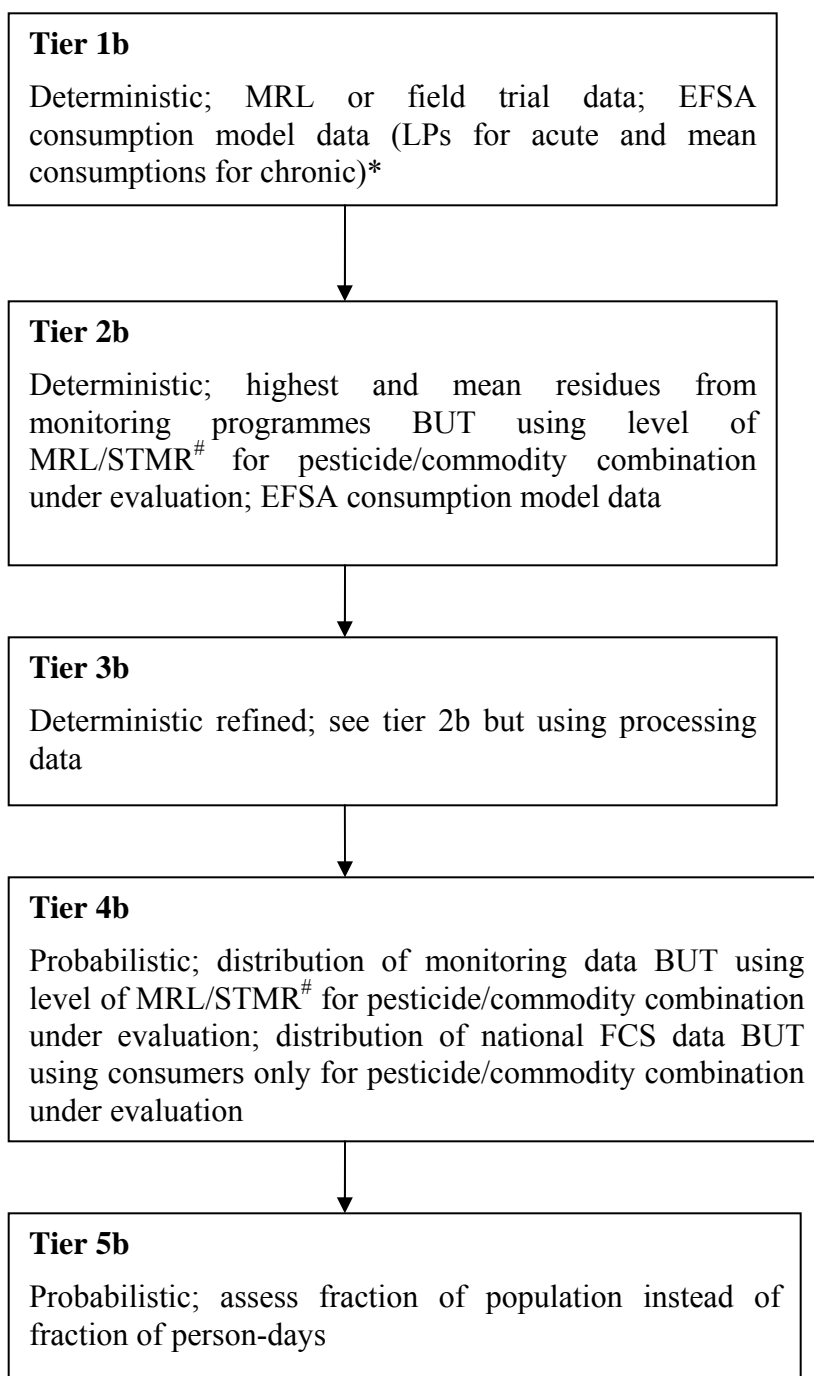 Tier 1b
Deterministic; MRL or field trial data; EFSA
consumption model data (LPs for acute and mean
consumptions for chronic)*
Tier 2b
Deterministic; highest and mean residues from
monitoring programmes BUT using level of
MRL/STMR# for pesticide/commodity combination
under evaluation; EFSA consumption model data
Tier 3b
Deterministic refined; see tier 2b but using processing
data
Tier 4b
Probabilistic; distribution of monitoring data BUT using
level of MRL/STMR# for pesticide/commodity combination
under evaluation; distribution of national FCS data BUT
using consumers only for pesticide/commodity combination
under evaluation
Tier 5b
Probabilistic; assess fraction of population instead of
fraction of person-days